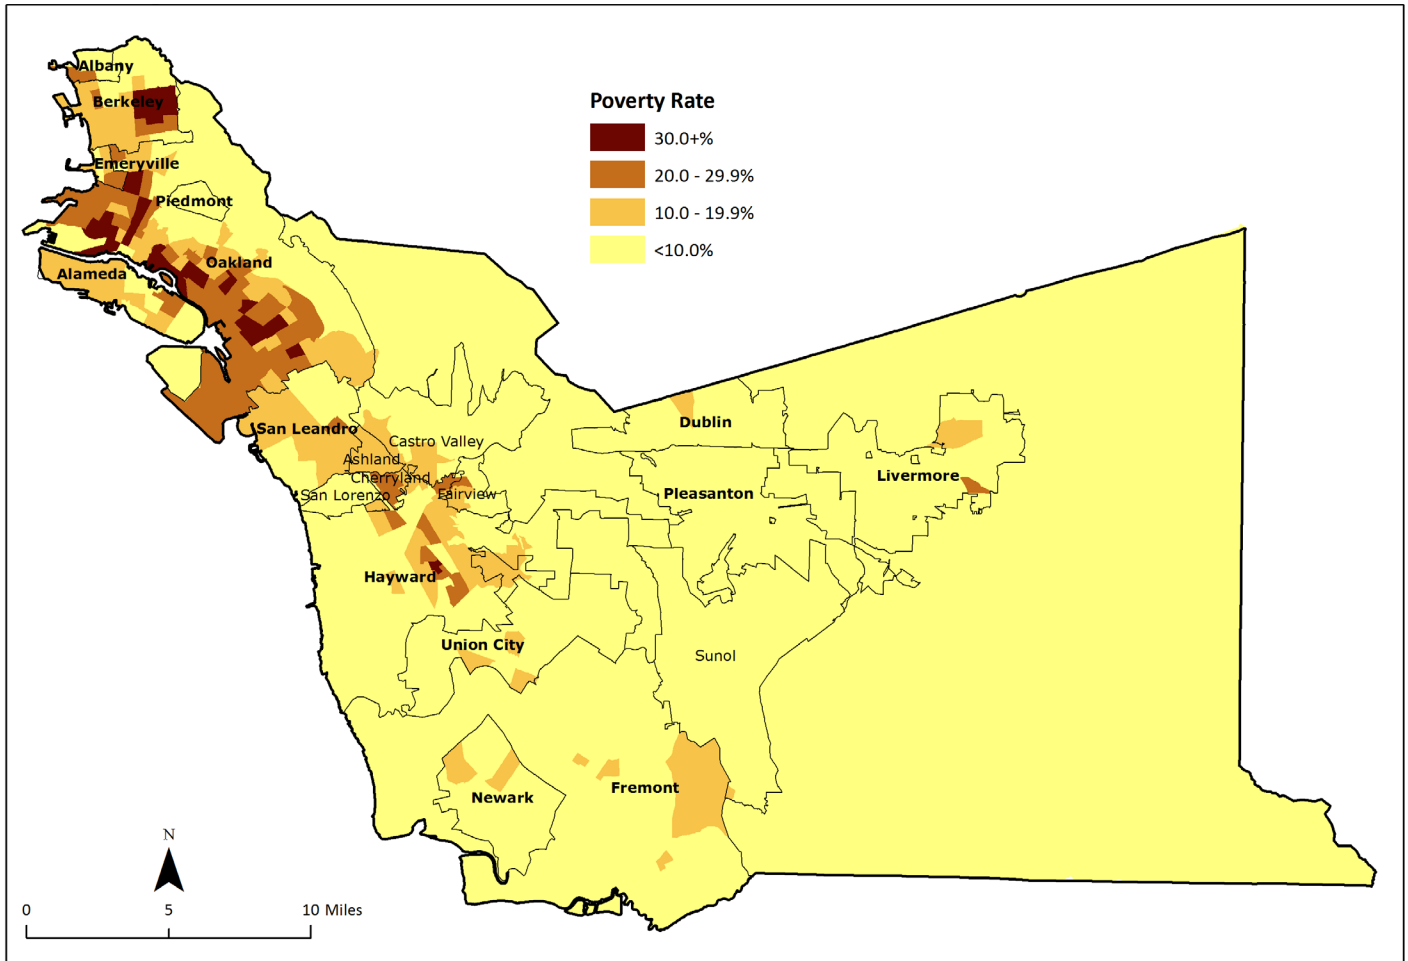 Albany
Berkeley
Emeryville
Piedmont
Oakland
Alameda
Poverty Rate
30.0+%
20.0 - 29.9%
10.0 - 19.9%
<10.0%
San Leandro
Castro Valley
Ashland
Cherryland
San Lorenzo
Fairview
Dublin
Livermore
Pleasanton
Hayward
Union City
Sunol
Newark
Fremont
N
0 5 10 Miles